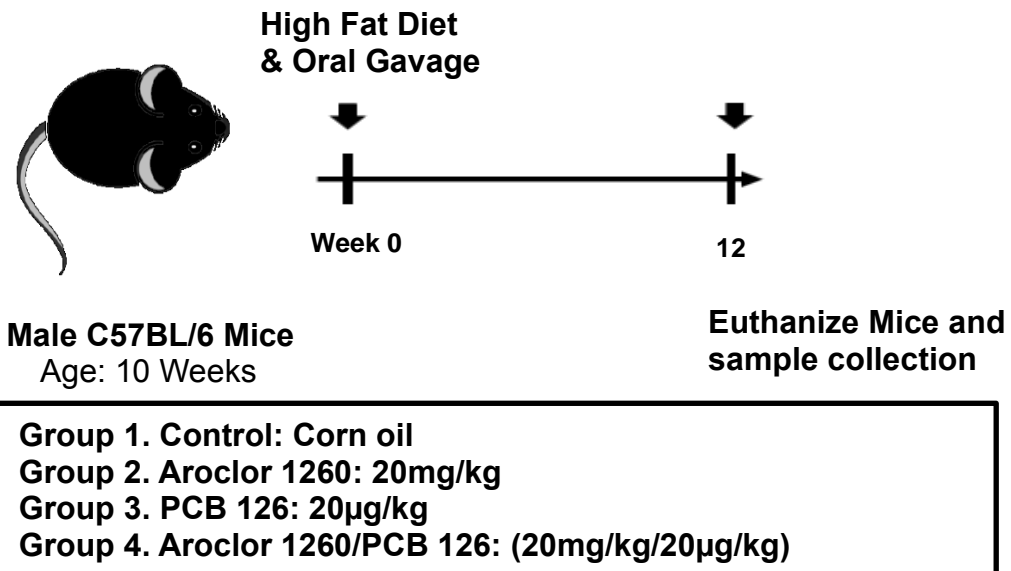 High Fat Diet
& Oral Gavage
Week 0
12
Male C57BL/6 Mice
Age: 10 Weeks
Euthanize Mice and
sample collection
Group 1. Control: Corn oil
Group 2. Aroclor 1260: 20mg/kg
Group 3. PCB 126: 20µg/kg
Group 4. Aroclor 1260/PCB 126: (20mg/kg/20µg/kg)